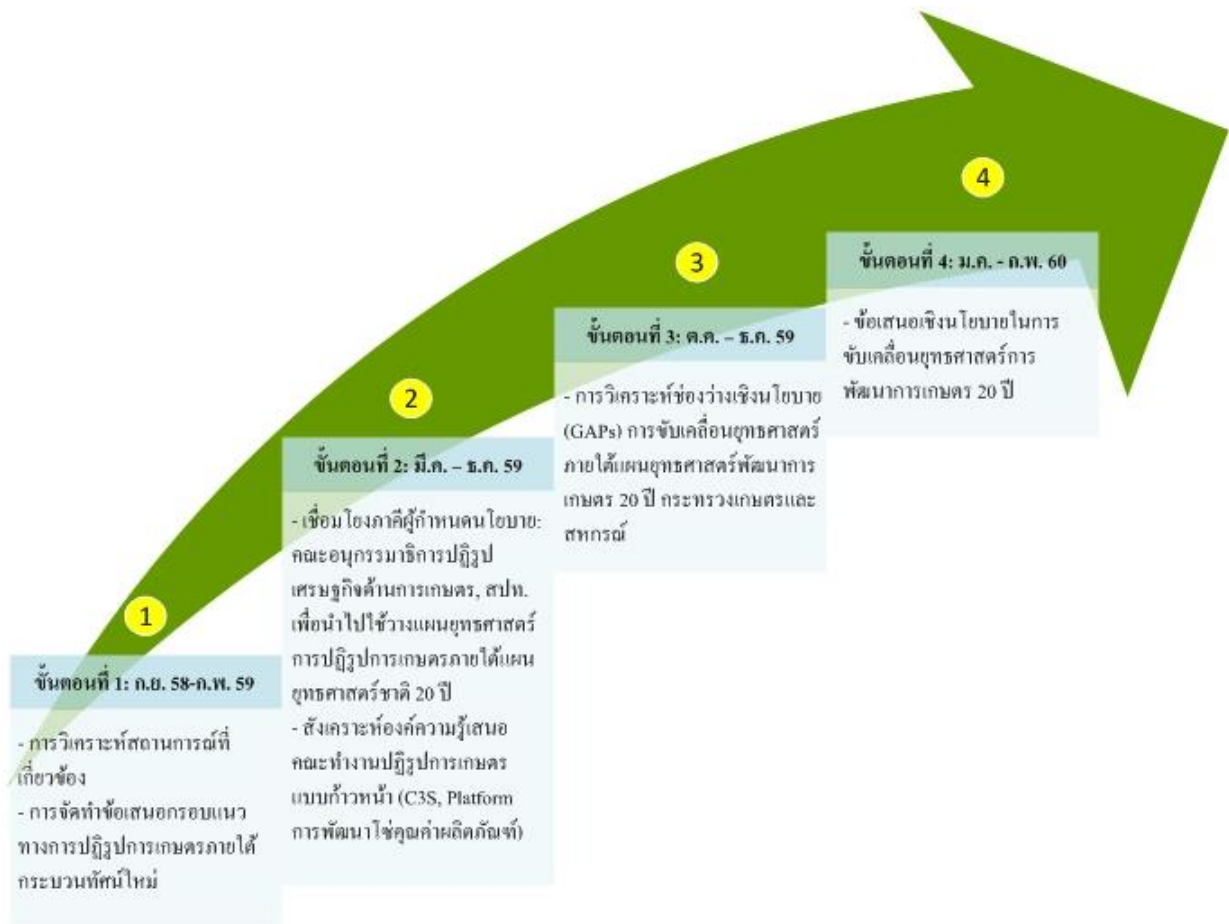 1
ขั้นตอนที่ 1: ก.ย. 58-ก.พ. 59
- การวิเคราะห์สถานการณ์ที่
เกี่ยวข้อง
- การจัดทำข้อเสนอกรอบแนว
ทางการปฏิรูปการเกษตรภายใต้
กระบวนทัศน์ใหม่
2
ขั้นตอนที่ 2: มี.ค. – ธ.ค. 59
- เชื่อมโยงภาคีผู้กำหนดนโยบาย:
คณะอนุกรรมาธิการปฏิรูป
เศรษฐกิจด้านการเกษตร, สปท.
เพื่อนำไปใช้วางแผนยุทธศาสตร์
การปฏิรูปการเกษตรภายใต้แผน
ยุทธศาสตร์ชาติ 20 ปี
- สังเคราะห์องค์ความรู้เสนอ
คณะทำงานปฏิรูปการเกษตร
แบบก้าวหน้า (C3S, Platform
การพัฒนาโซ่คุณค่าผลิตภัณฑ์)
3
ขั้นตอนที่ 3: ต.ค. – ธ.ค. 59
- การวิเคราะห์ช่องว่างเชิงนโยบาย
(GAPs) การขับเคลื่อนยุทธศาสตร์
ภายใต้แผนยุทธศาสตร์พัฒนาการ
เกษตร 20 ปี กระทรวงเกษตรและ
สหกรณ์
4
ขั้นตอนที่ 4: ม.ค. - ก.พ. 60
- ข้อเสนอเชิงนโยบายในการ
ขับเคลื่อนยุทธศาสตร์การ
พัฒนาการเกษตร 20 ปี